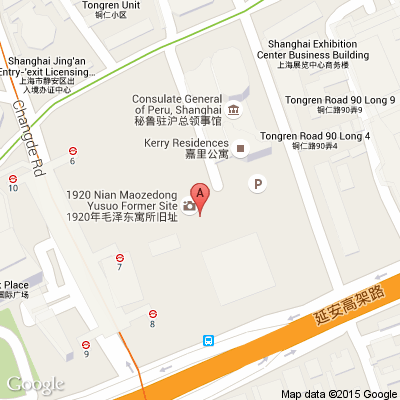 Tongren Unit
铜仁小区
Shanghai Jing'an
Entry-'exit Licensing...
上海市静安区出
入境办证中心
Changde Rd
Shanghai Exhibition
Center Business Building
上海展览中心商务楼
Consulate General
of Peru, Shanghai
秘鲁驻沪总领事馆
Tongren Road 90 Long 9
铜仁路90弄9
Kerry Residences
嘉里公寓
Tongren Road 90 Long 4
铜仁路90弄4
6
10
P
A
1920 Nian Maozedong
Yusuo Former Site
1920年毛泽东寓所旧址
7
Place
国际广场
8
9
延安高架路
Google
Map data ©2015 Google